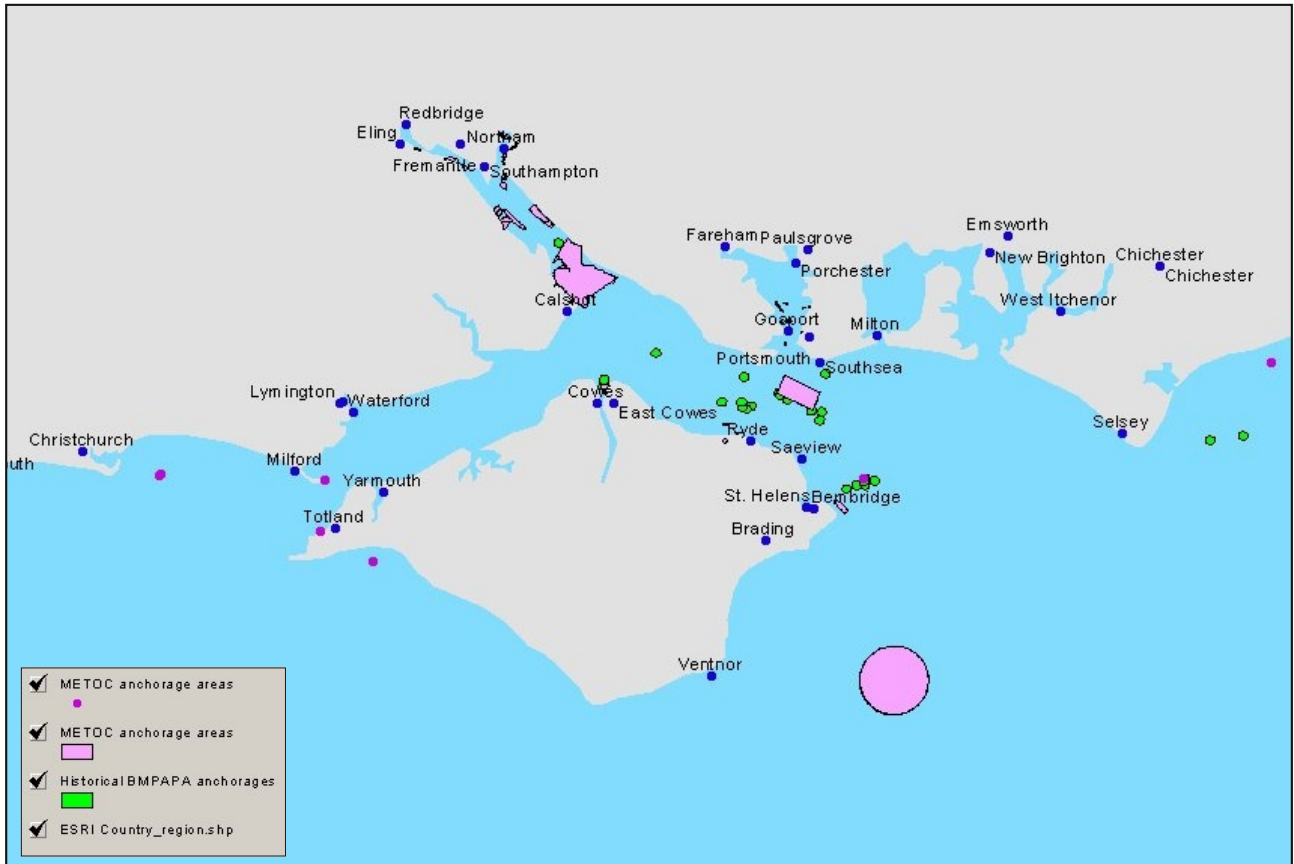 Redbridge
Eling
Northam
Fremantle
Southampton
Emsworth
Fareham
Paulsgrove
New Brighton
Chichester
Porchester
Chichester
Calshot
West Itchenor
Gosport
Milton
Portsmouth
Southsea
Lymington
Waterford
Cowes
East Cowes
Christchurch
Ryde
Selsey
outh
Milford
Saeview
Yarmouth
St. Helens
Bembridge
Totland
Brading
Ventnor
METOC anchorage areas
METOC anchorage areas
Historical BMPAPA anchorages
ESRI Country_region.shp